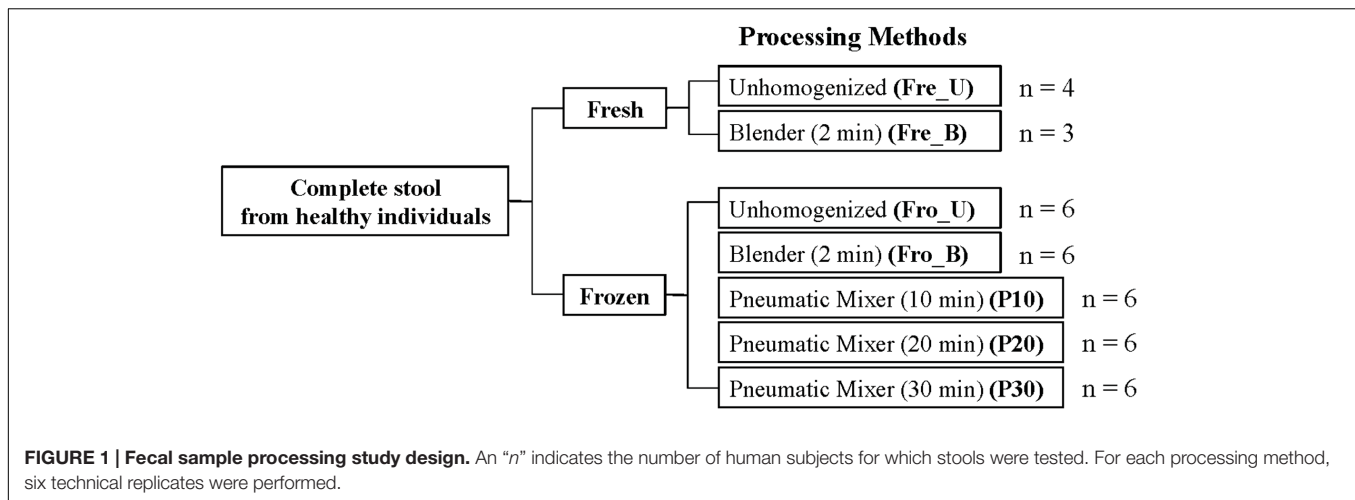 Processing Methods
Unhomogenized (Fre_U) n = 4
Fresh
Blender (2 min) (Fre_B) n = 3
Complete stool
from healthy individuals
Unhomogenized (Fro_U) n = 6
Blender (2 min) (Fro_B) n = 6
Frozen
Pneumatic Mixer (10 min) (P10) n = 6
Pneumatic Mixer (20 min) (P20) n = 6
Pneumatic Mixer (30 min) (P30) n = 6
FIGURE 1 | Fecal sample processing study design. An “n” indicates the number of human subjects for which stools were tested. For each processing method,
six technical replicates were performed.